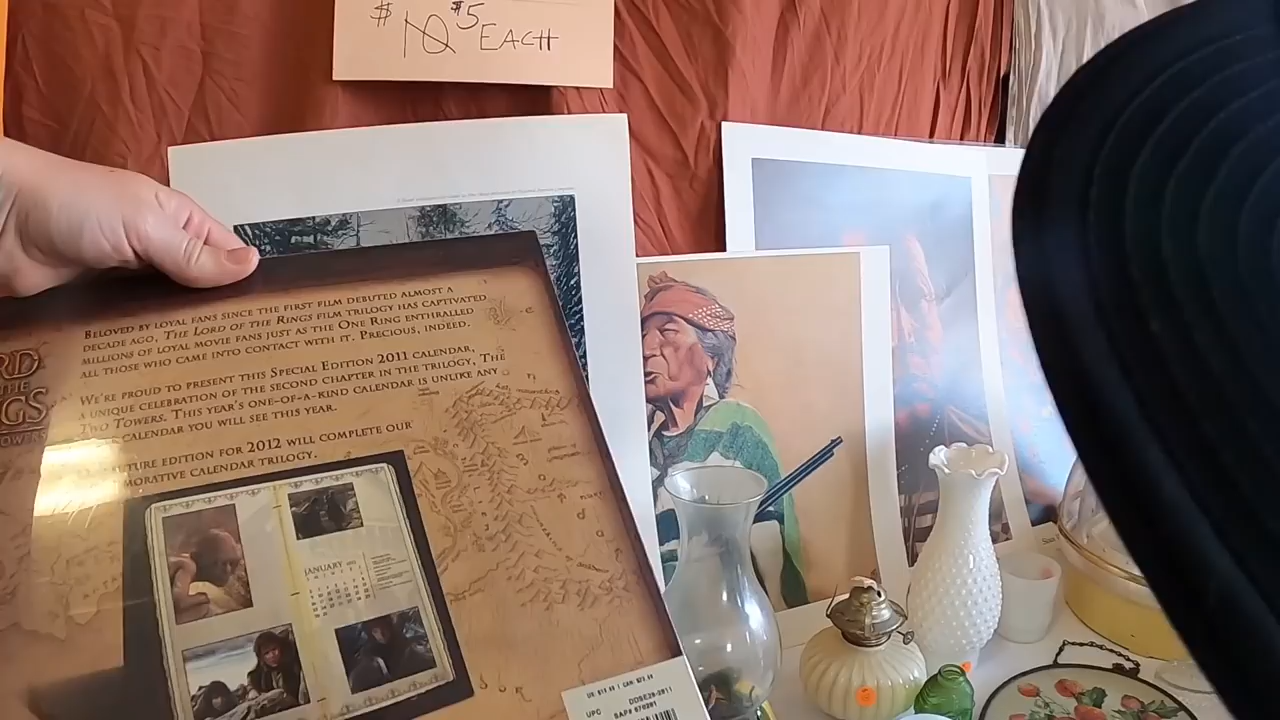 $ 10 $5 EACH
BELOVED BY LOYAL FANS SINCE THE FIRST FILM DEBUTED ALMOST A
DECADE AGO, THE LORD OF THE RINGS FILM TRILOGY HAS CAPTIVATED
MILLIONS OF LOYAL MOVIE FANS JUST AS THE ONE RING ENTHRALLED
ALL THOSE WHO CAME INTO CONTACT WITH IT. PRECIOUS, INDEED.
WE'RE PROUD TO PRESENT THIS SPECIAL EDITION 2011 CALENDAR,
A UNIQUE CELEBRATION OF THE SECOND CHAPTER IN THE TRILOGY, THE
TWO TOWERS. THIS YEAR'S ONE-OF-A-KIND CALENDAR IS UNLIKE ANY
CALENDAR YOU WILL SEE THIS YEAR.
EDITION FOR 2012 WILL COMPLETE OUR
MORATIVE CALENDAR TRILOGY.
JANUARY
UPC